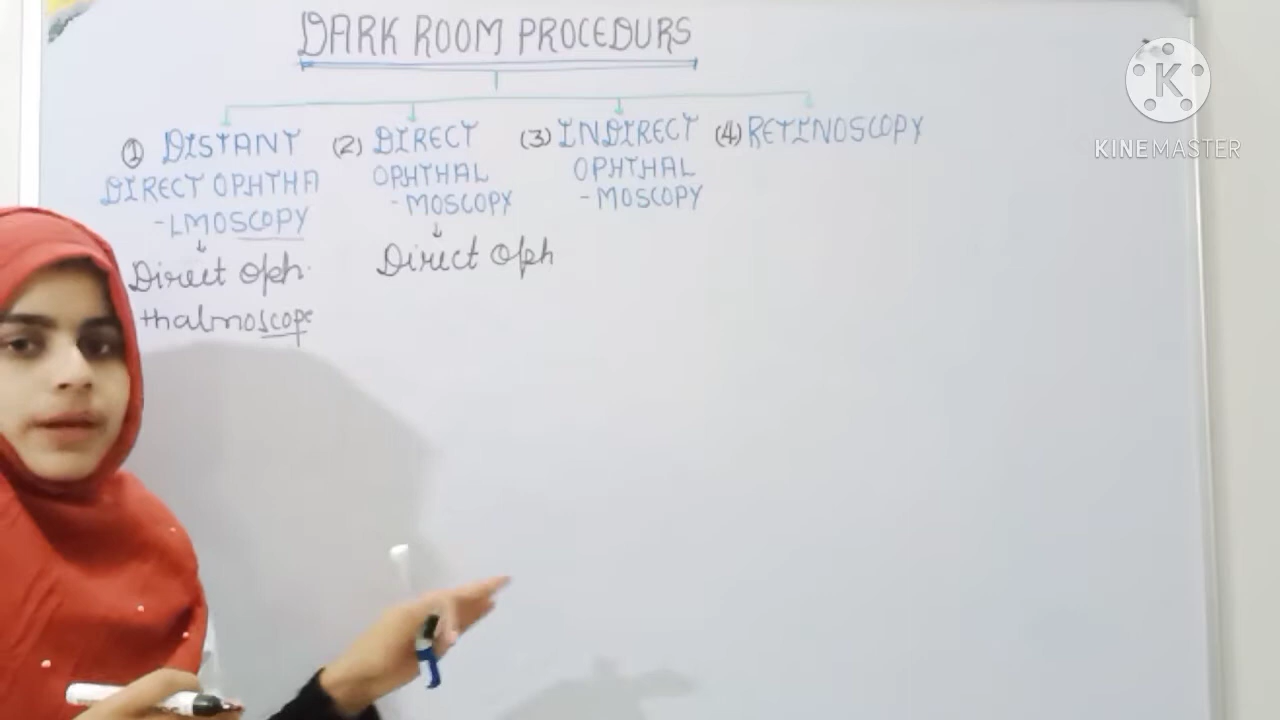 DARK ROOM PROCEDURS
① DISTANT
DIRECT OPHTHA
-LMOSCOPY
↓
Direct Oph.
thalmoscope
(2) DIRECT
OPHTHAL
-MOSCOPY
↓
Direct Oph
(3) INDIRECT
OPHTHAL
-MOSCOPY
(4) RETINOSCOPY
K
KINEMASTER